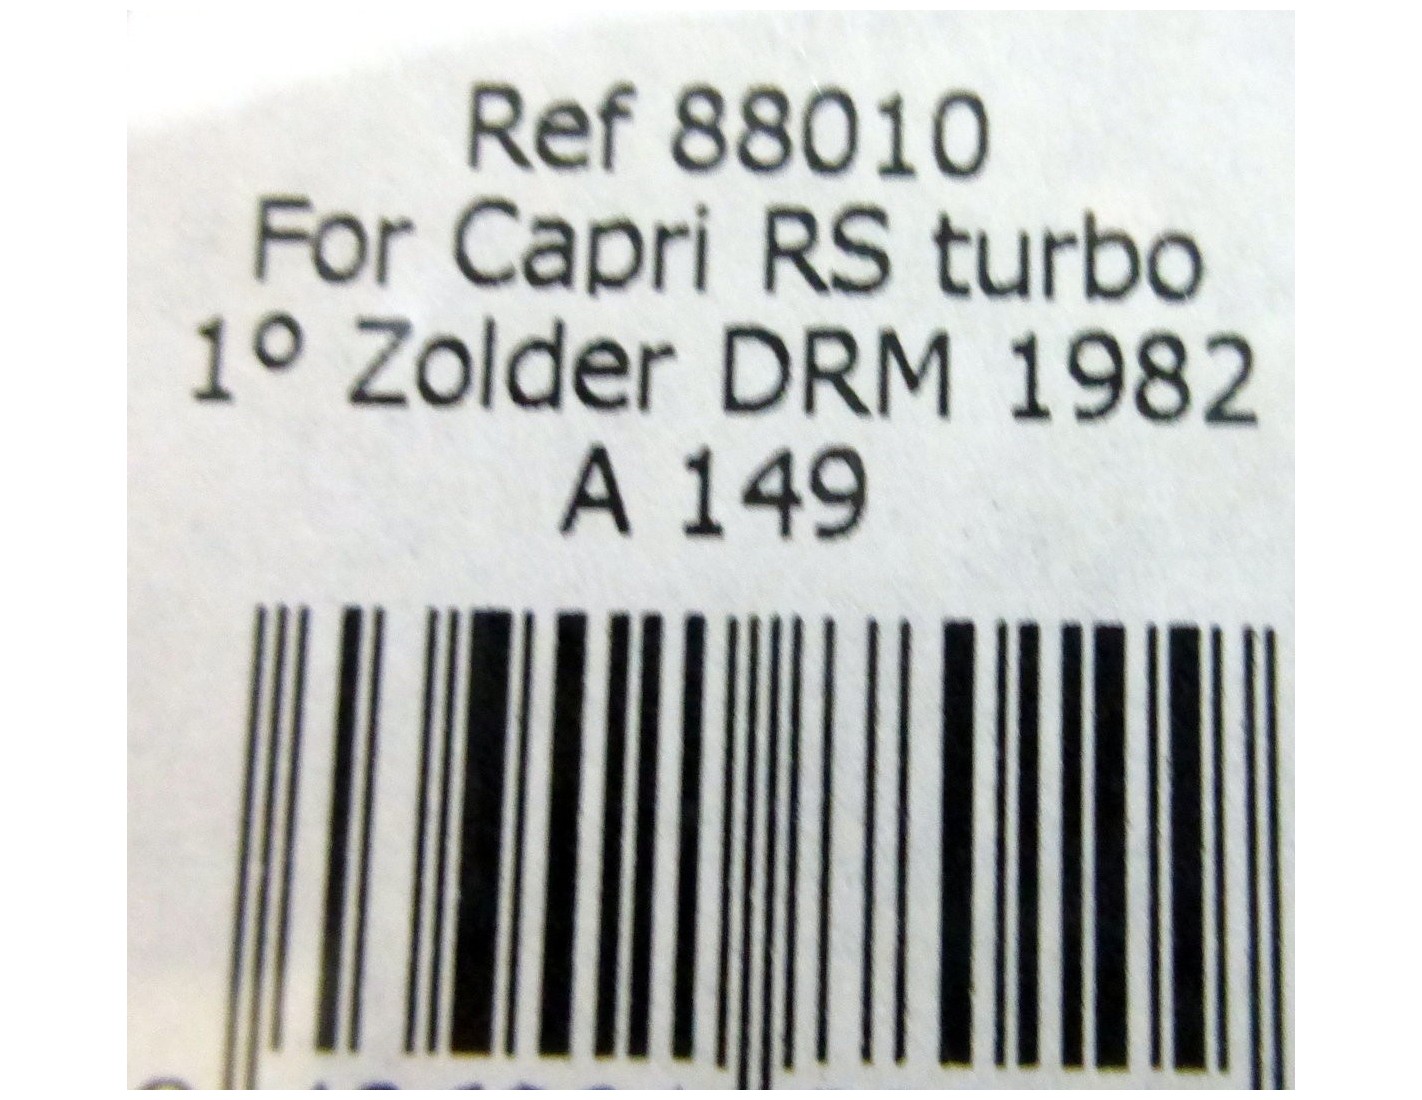 Ref 88010
For Capri RS turbo
1º Zolder DRM 1982
A 149